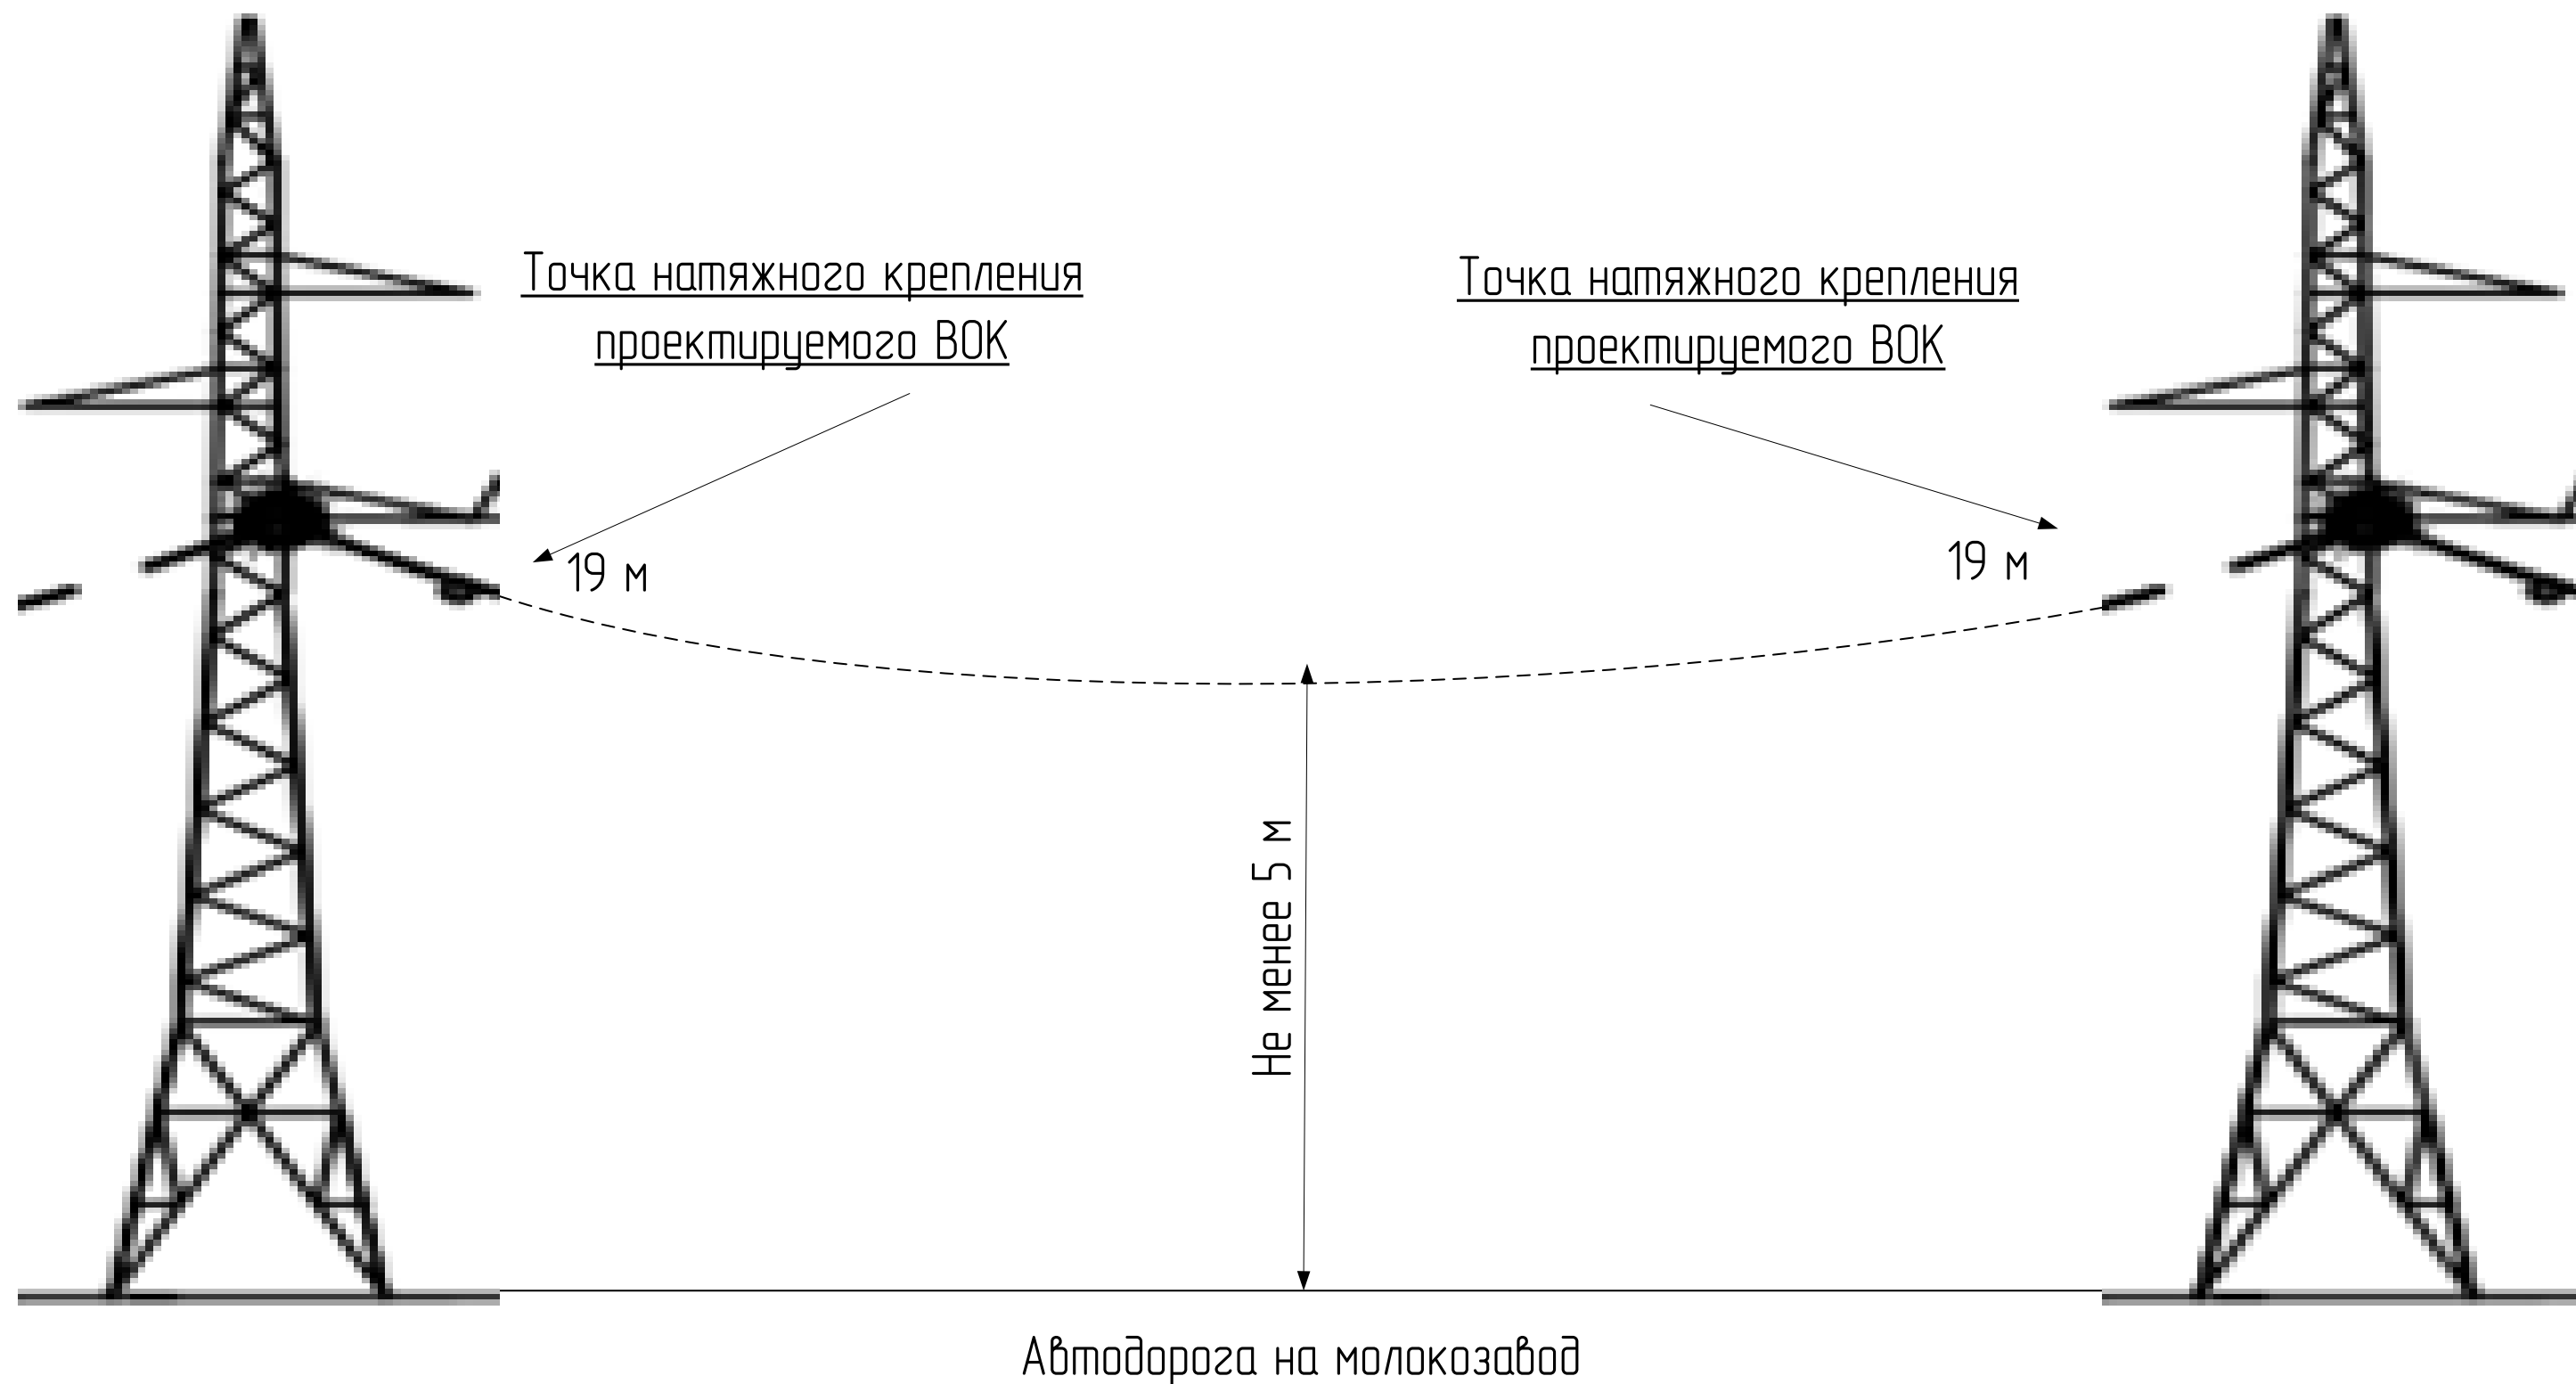 Точка натяжного крепления
проектируемого ВОК
Точка натяжного крепления
проектируемого ВОК
19 м
19 м
Не менее 5 м
Автодорога на молокозавод